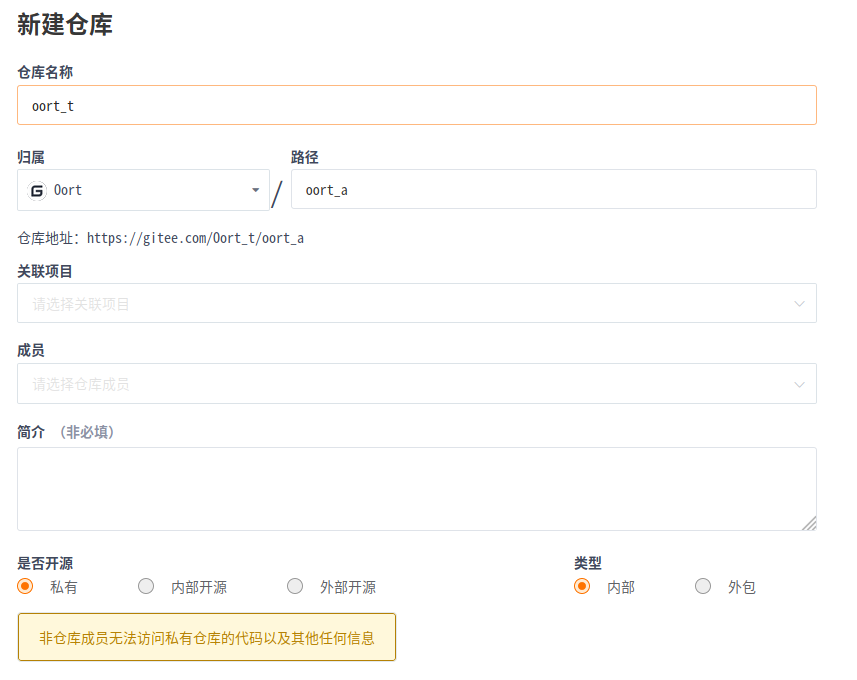 新建仓库
仓库名称
oort_t
归属
路径
Oort
/
oort_a
仓库地址：https://gitee.com/Oort_t/oort_a
关联项目
请选择关联项目
成员
请选择仓库成员
简介 （非必填）
是否开源
类型
私有 内部开源 外部开源
内部 外包
非仓库成员无法访问私有仓库的代码以及其他任何信息